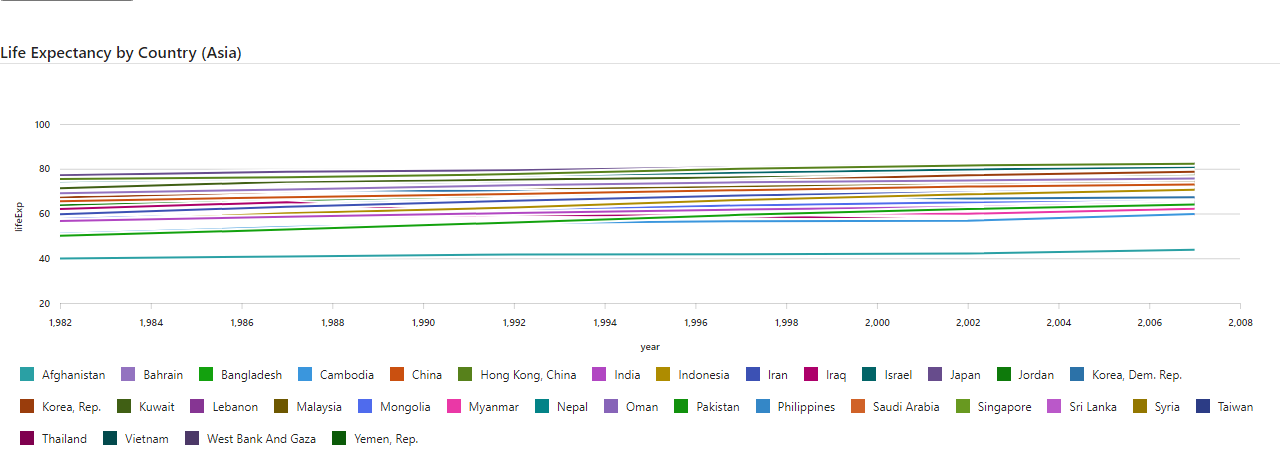 Life Expectancy by Country (Asia)
100
80
60
40
20
lifeExp
1,982 1,984 1,986 1,988 1,990 1,992 1,994 1,996 1,998 2,000 2,002 2,004 2,006 2,008
year
Afghanistan Bahrain Bangladesh Cambodia China Hong Kong, China India Indonesia Iran Iraq Israel Japan Jordan Korea, Dem. Rep.
Korea, Rep. Kuwait Lebanon Malaysia Mongolia Myanmar Nepal Oman Pakistan Philippines Saudi Arabia Singapore Sri Lanka Syria Taiwan
Thailand Vietnam West Bank And Gaza Yemen, Rep.